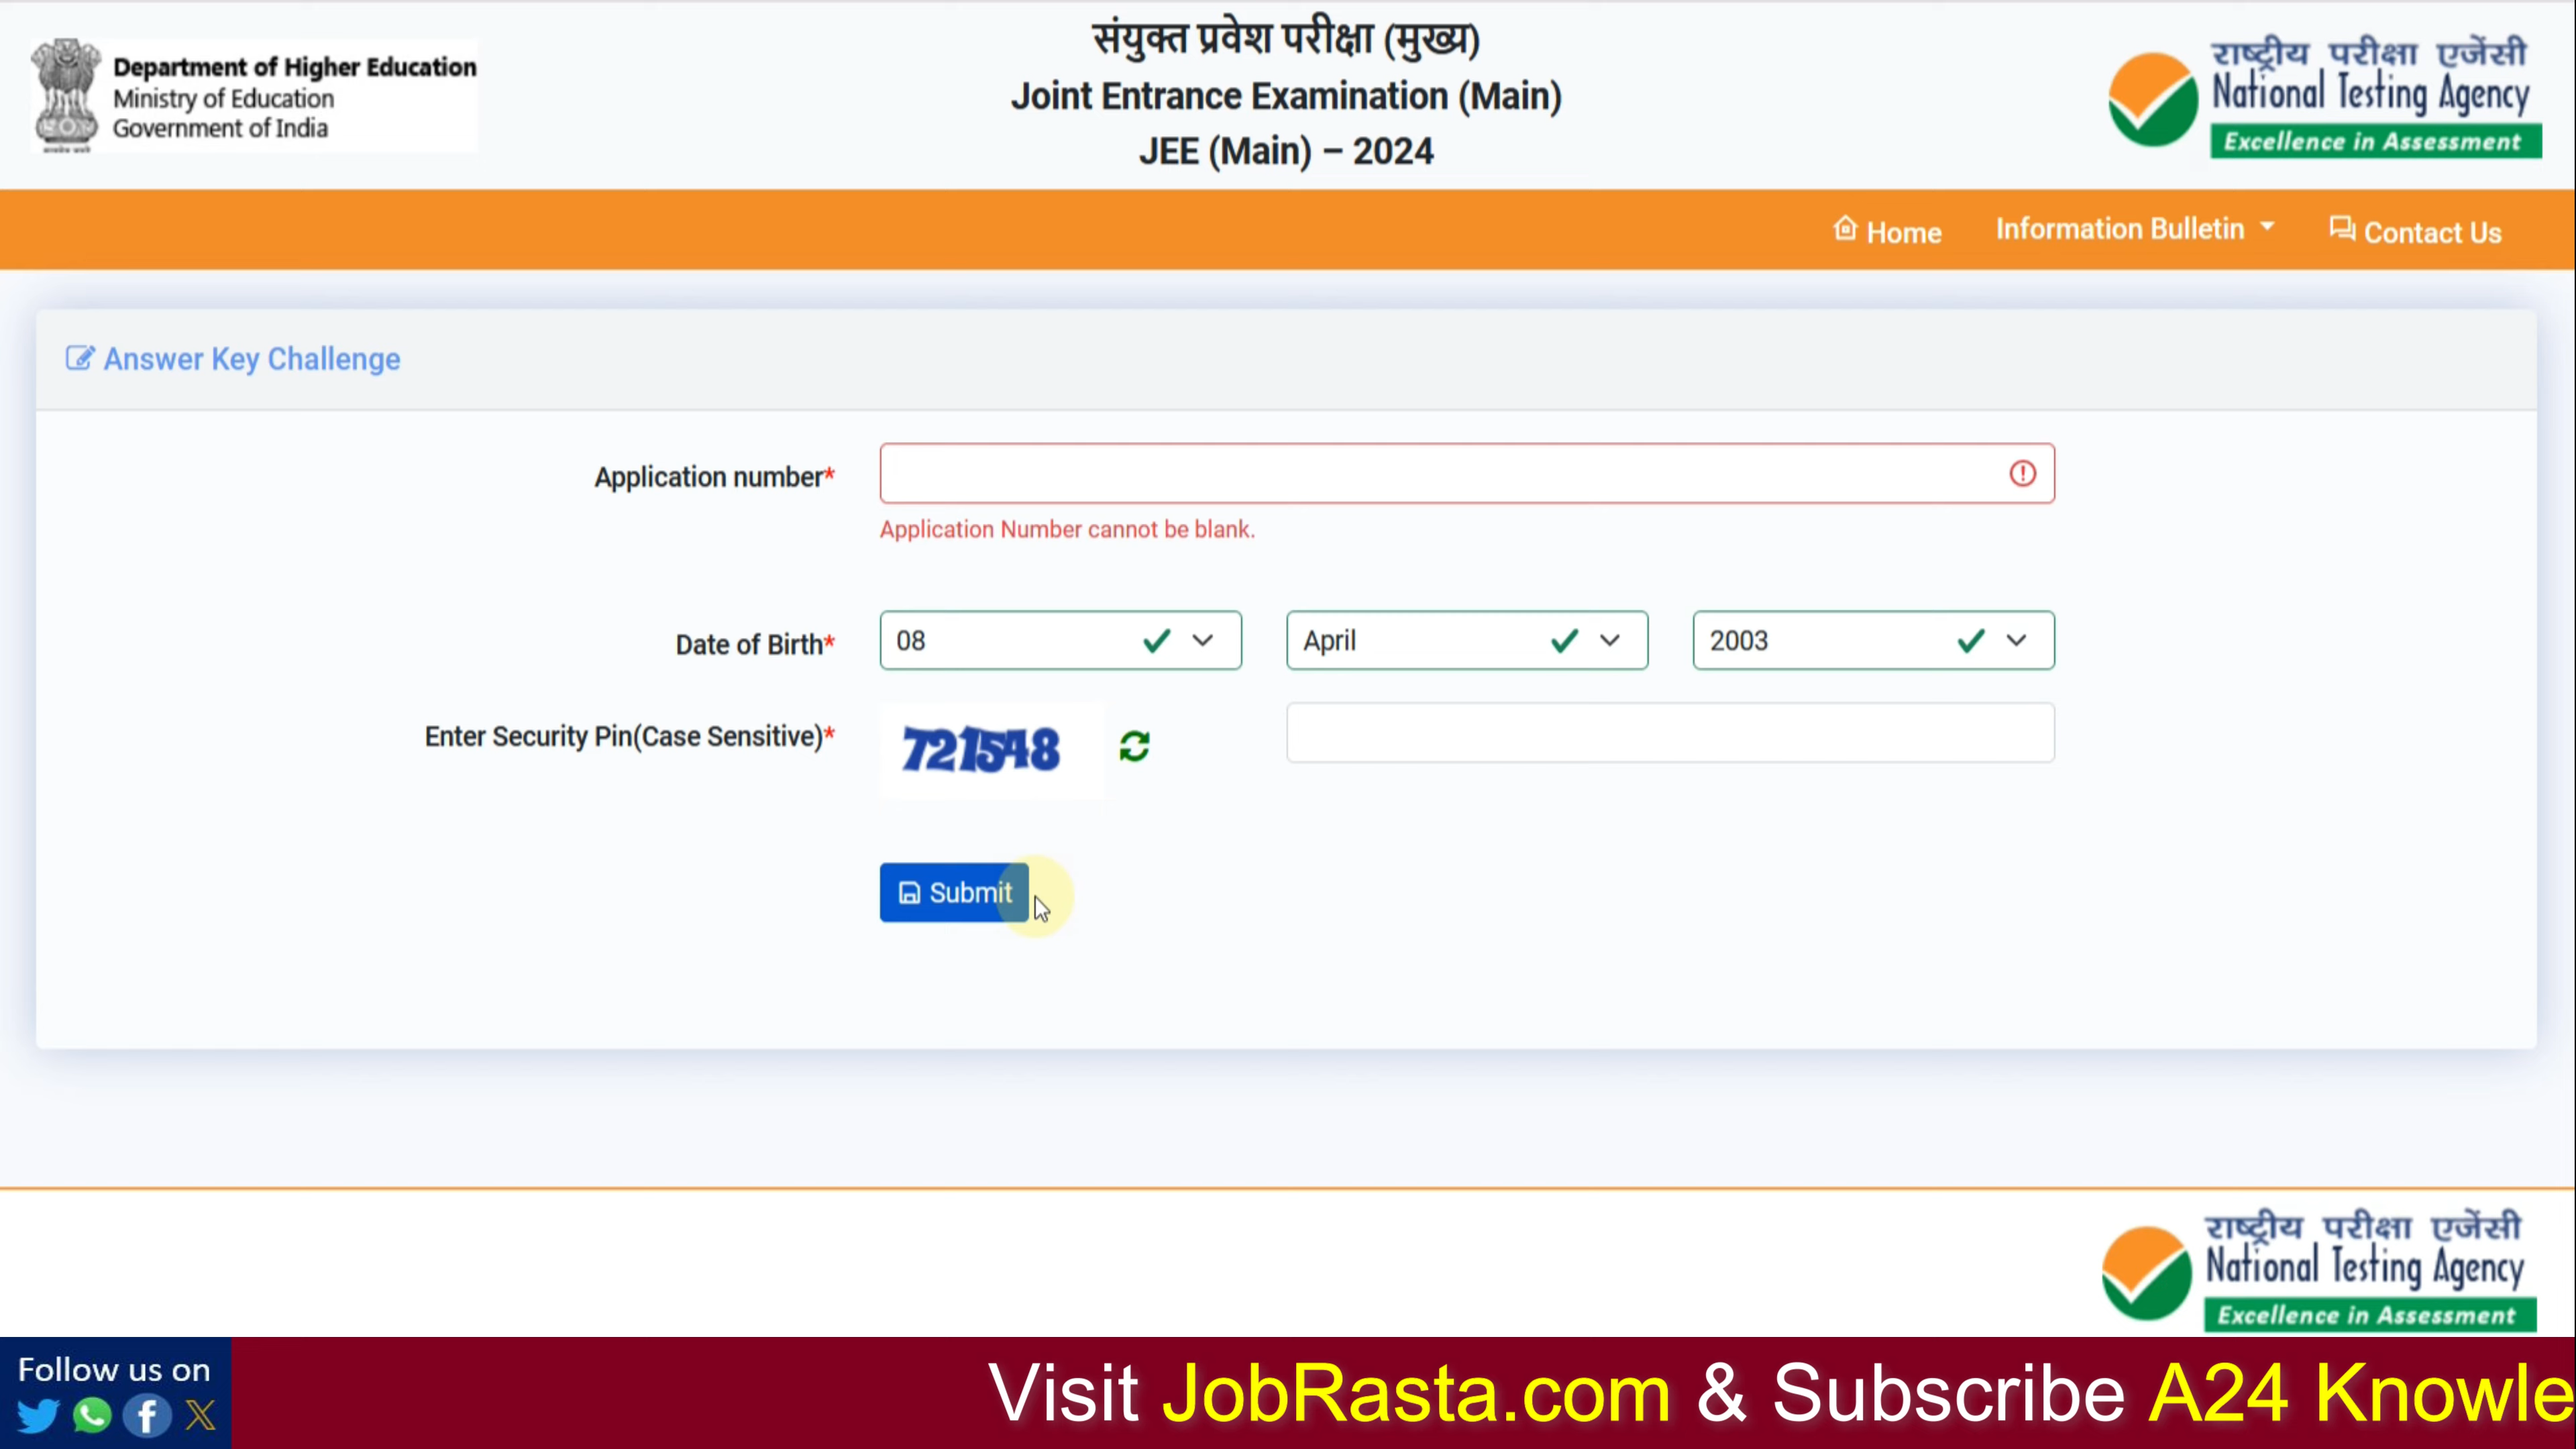 Department of Higher Education
Ministry of Education
Government of India
संयुक्त प्रवेश परीक्षा (मुख्य)
Joint Entrance Examination (Main)
JEE (Main) – 2024
राष्ट्रीय परीक्षा एजेंसी
National Testing Agency
Excellence in Assessment
Home Information Bulletin Contact Us
Answer Key Challenge
Application number*
Application Number cannot be blank.
Date of Birth* 08 April 2003
Enter Security Pin(Case Sensitive)* 721548
Submit
राष्ट्रीय परीक्षा एजेंसी
National Testing Agency
Excellence in Assessment
Follow us on
Visit JobRasta.com & Subscribe A24 Knowle